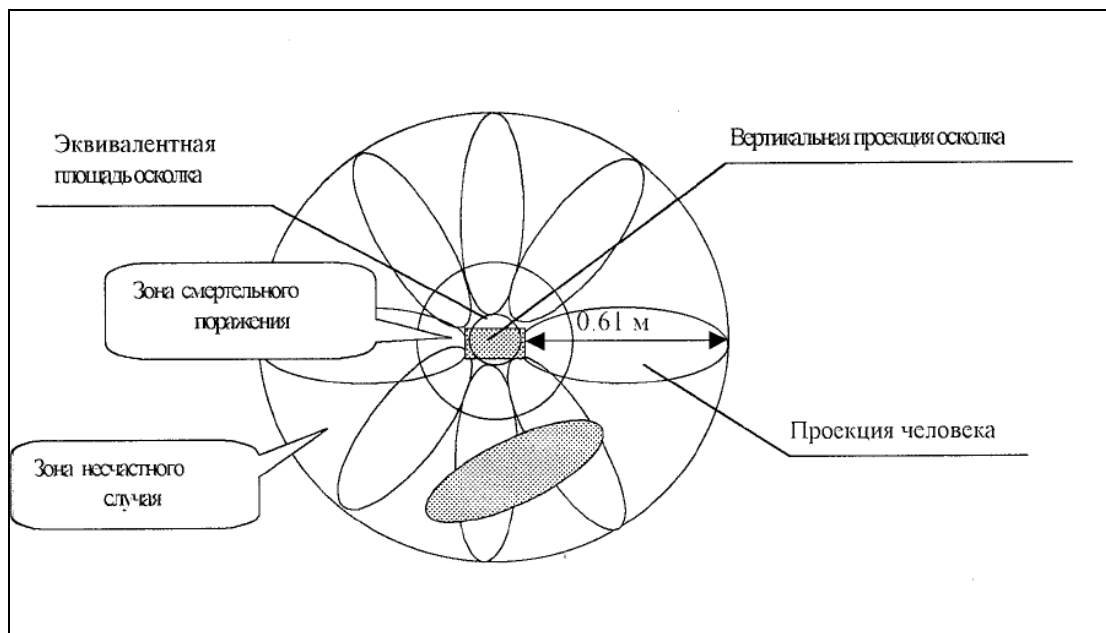 Эквивалентная
площадь осколка
Вертикальная проекция осколка
Зона смертельного
поражения
0.61 м
Проекция человека
Зона несчастного
случая